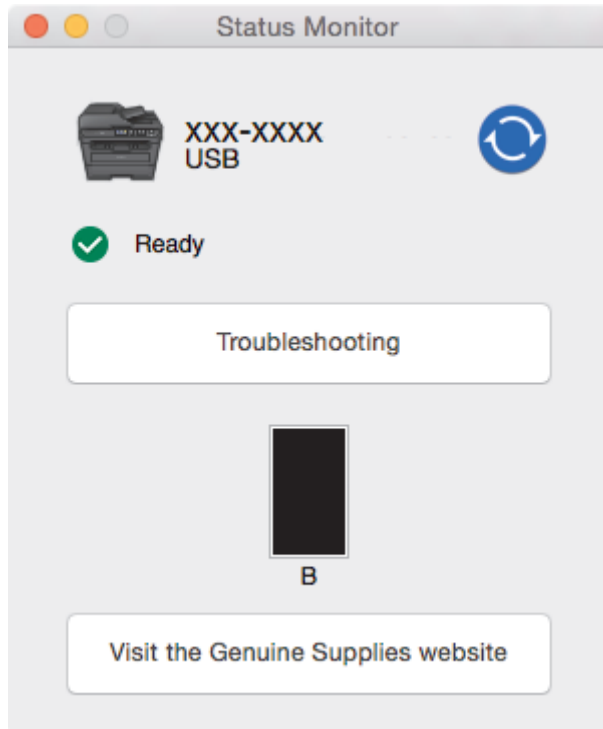 Status Monitor
XXX-XXXX
USB
Ready
Troubleshooting
B
Visit the Genuine Supplies website